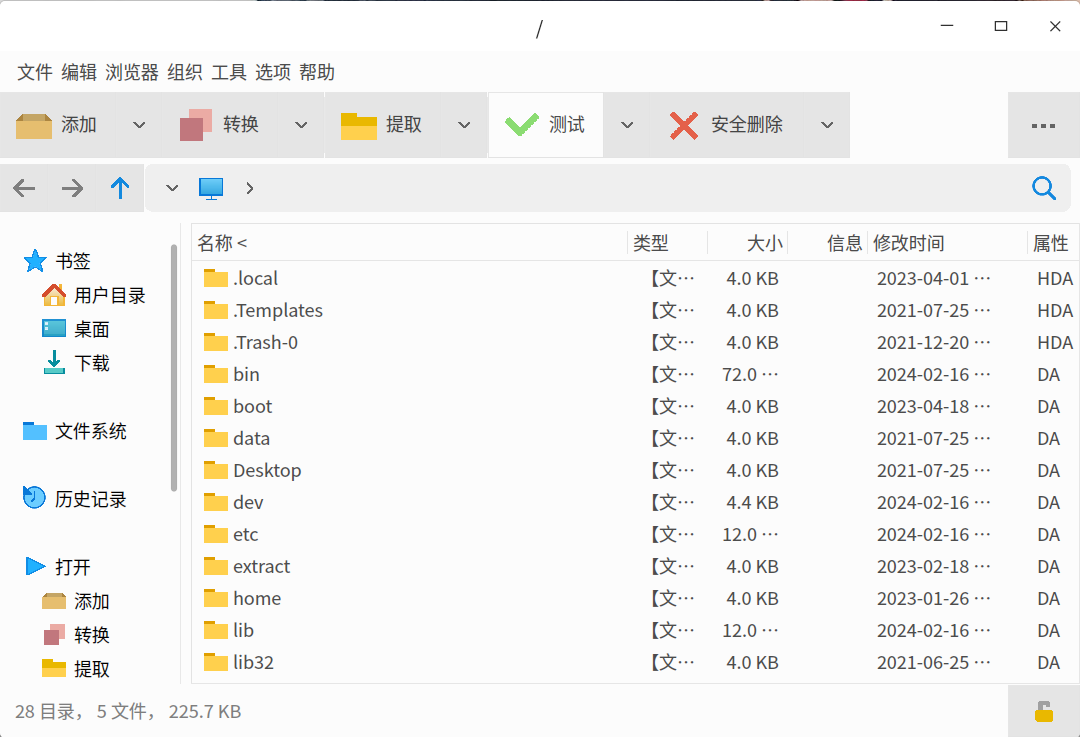 /
文件 编辑 浏览器 组织 工具 选项 帮助
添加 转换 提取 测试 安全删除 ...
书签
用户目录
桌面
下载
文件系统
历史记录
打开
添加
转换
提取
名称 < 类型 大小 信息 修改时间 属性
.local 【文… 4.0 KB 2023-04-01 … HDA
.Templates 【文… 4.0 KB 2021-07-25 … HDA
.Trash-0 【文… 4.0 KB 2021-12-20 … HDA
bin 【文… 72.0 … 2024-02-16 … DA
boot 【文… 4.0 KB 2023-04-18 … DA
data 【文… 4.0 KB 2021-07-25 … DA
Desktop 【文… 4.0 KB 2021-07-25 … DA
dev 【文… 4.4 KB 2024-02-16 … DA
etc 【文… 12.0 … 2024-02-16 … DA
extract 【文… 4.0 KB 2023-02-18 … DA
home 【文… 4.0 KB 2023-01-26 … DA
lib 【文… 12.0 … 2024-02-16 … DA
lib32 【文… 4.0 KB 2021-06-25 … DA
28 目录， 5 文件， 225.7 KB